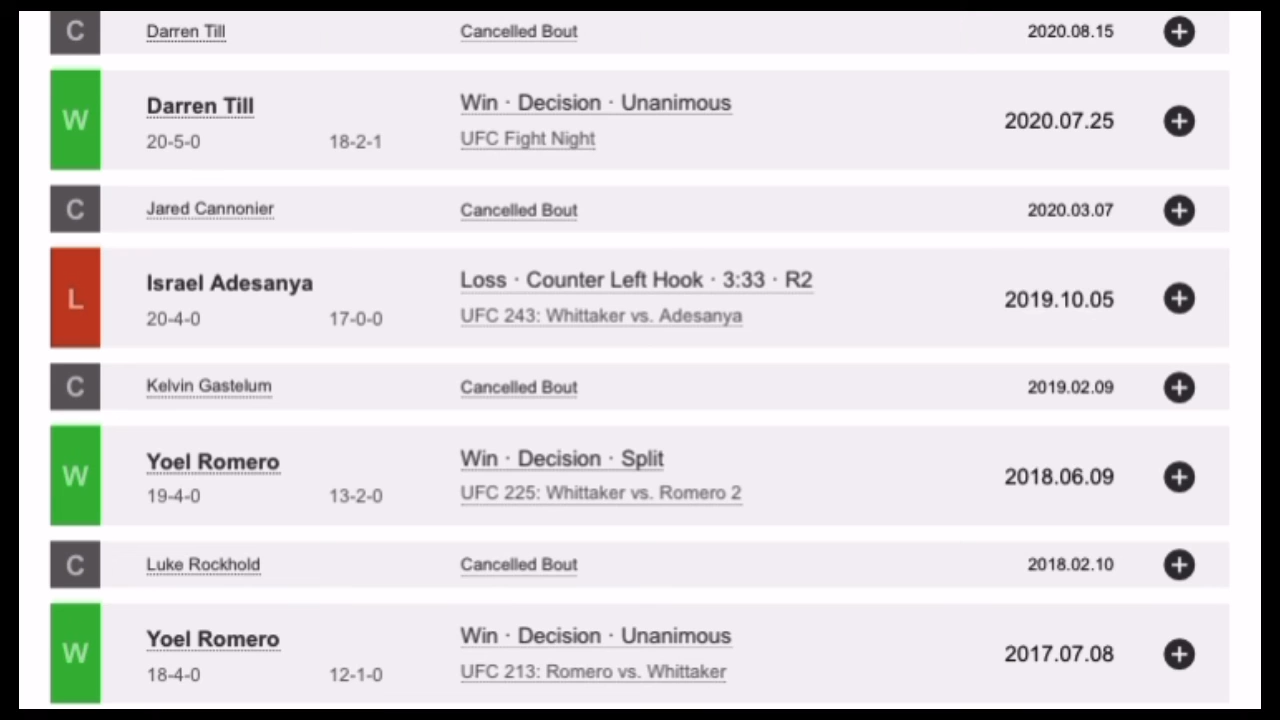 C Darren Till Cancelled Bout 2020.08.15 +
W Darren Till Win · Decision · Unanimous 2020.07.25 +
20-5-0 18-2-1 UFC Fight Night
C Jared Cannonier Cancelled Bout 2020.03.07 +
L Israel Adesanya Loss · Counter Left Hook · 3:33 · R2 2019.10.05 +
20-4-0 17-0-0 UFC 243: Whittaker vs. Adesanya
C Kelvin Gastelum Cancelled Bout 2019.02.09 +
W Yoel Romero Win · Decision · Split 2018.06.09 +
19-4-0 13-2-0 UFC 225: Whittaker vs. Romero 2
C Luke Rockhold Cancelled Bout 2018.02.10 +
W Yoel Romero Win · Decision · Unanimous 2017.07.08 +
18-4-0 12-1-0 UFC 213: Romero vs. Whittaker